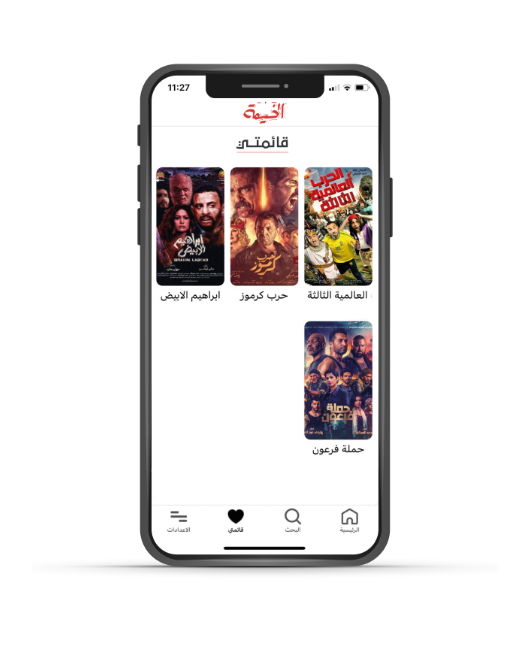 11:27
الخيمة
قائمتي
الحرب
العالمية
الثالثة
حرب
كرموز
ابراهيم
الابيض
IBRAHIM LABYAD
العالمية الثالثة
حرب كرموز
ابراهيم الابيض
حملة
فرعون
حملة فرعون
الرئيسية
البحث
قائمتي
الاعدادات